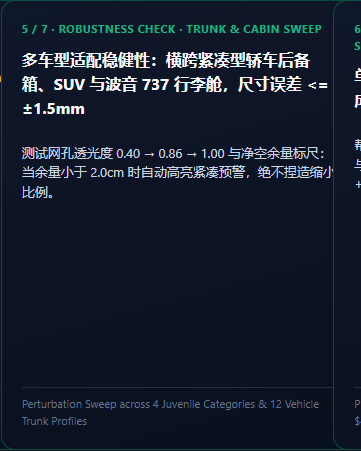 5 / 7 · ROBUSTNESS CHECK · TRUNK & CABIN SWEEP
多车型适配稳健性：横跨紧凑型轿车后备
箱、SUV 与波音 737 行李舱，尺寸误差 <=
±1.5mm
测试网孔透光度 0.40 → 0.86 → 1.00 与净空余量标尺：
当余量小于 2.0cm 时自动高亮紧凑预警，绝不捏造缩小
比例。
Perturbation Sweep across 4 Juvenile Categories & 12 Vehicle
Trunk Profiles